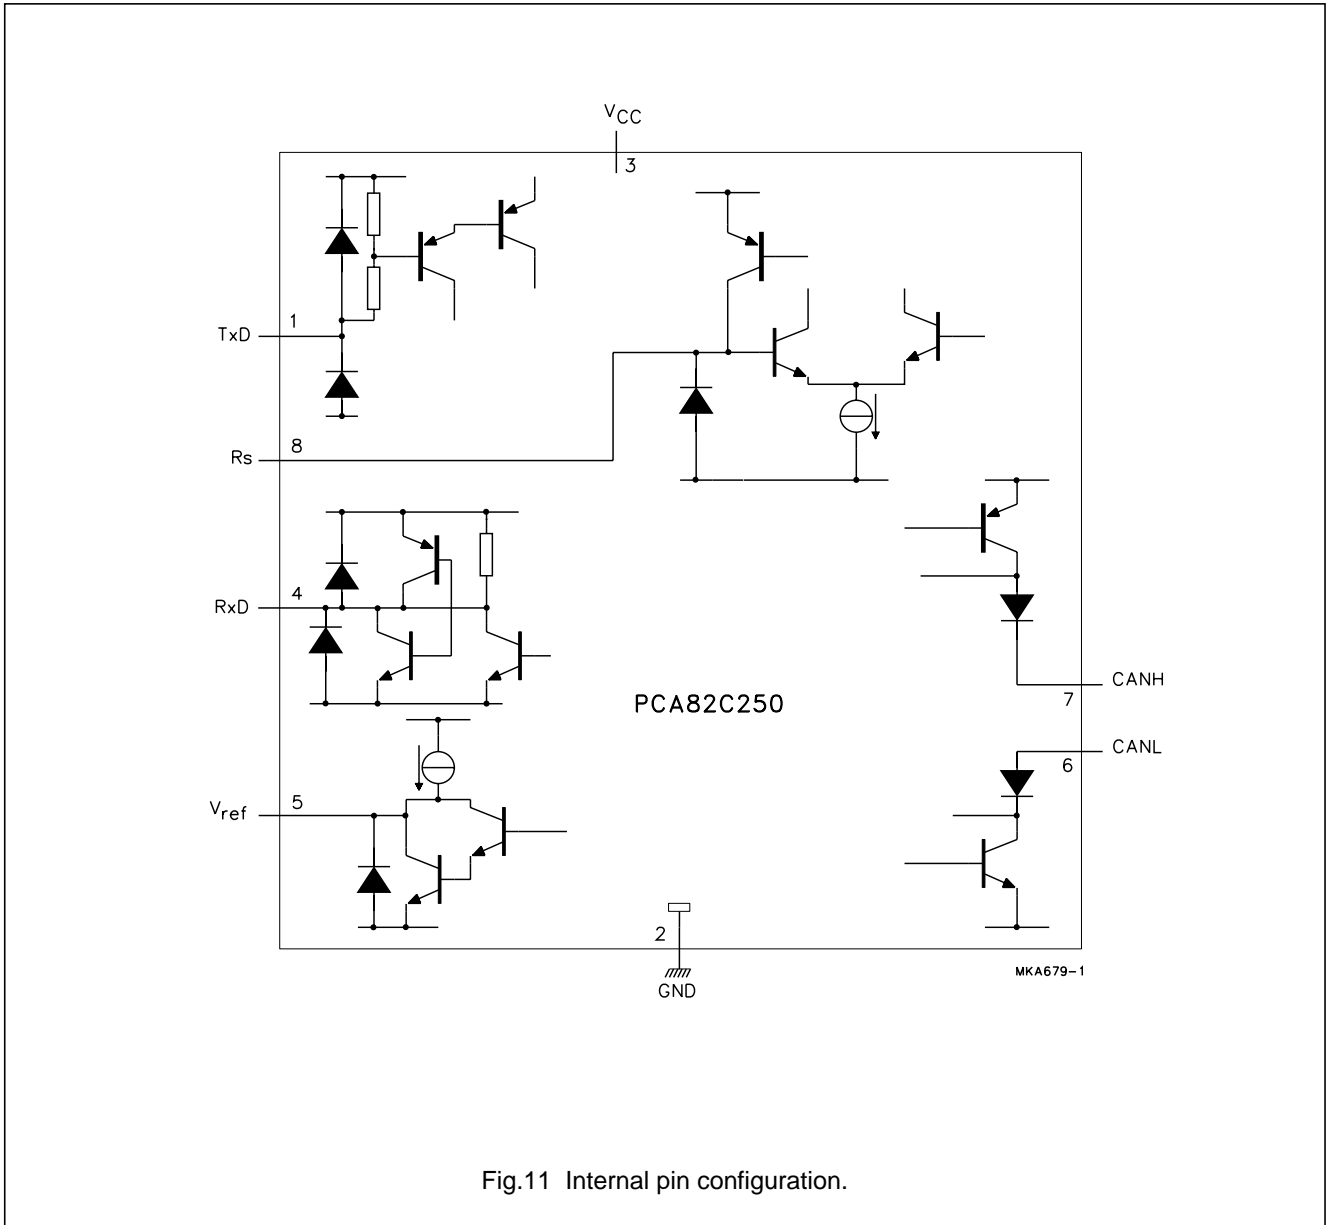 VCC
3
1
TxD
8
Rs
4
RxD
PCA82C250
CANH
7
CANL
6
5
Vref
2
GND
MKA679-1
Fig.11 Internal pin configuration.